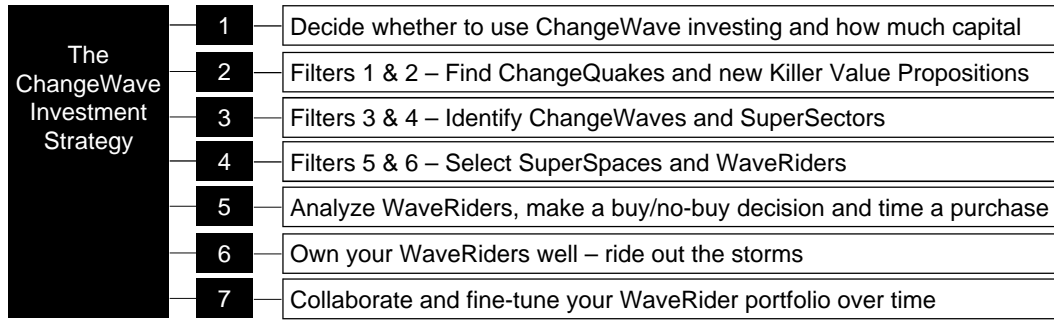 The
ChangeWave
Investment
Strategy
1 Decide whether to use ChangeWave investing and how much capital
2 Filters 1 & 2 – Find ChangeQuakes and new Killer Value Propositions
3 Filters 3 & 4 – Identify ChangeWaves and SuperSectors
4 Filters 5 & 6 – Select SuperSpaces and WaveRiders
5 Analyze WaveRiders, make a buy/no-buy decision and time a purchase
6 Own your WaveRiders well – ride out the storms
7 Collaborate and fine-tune your WaveRider portfolio over time